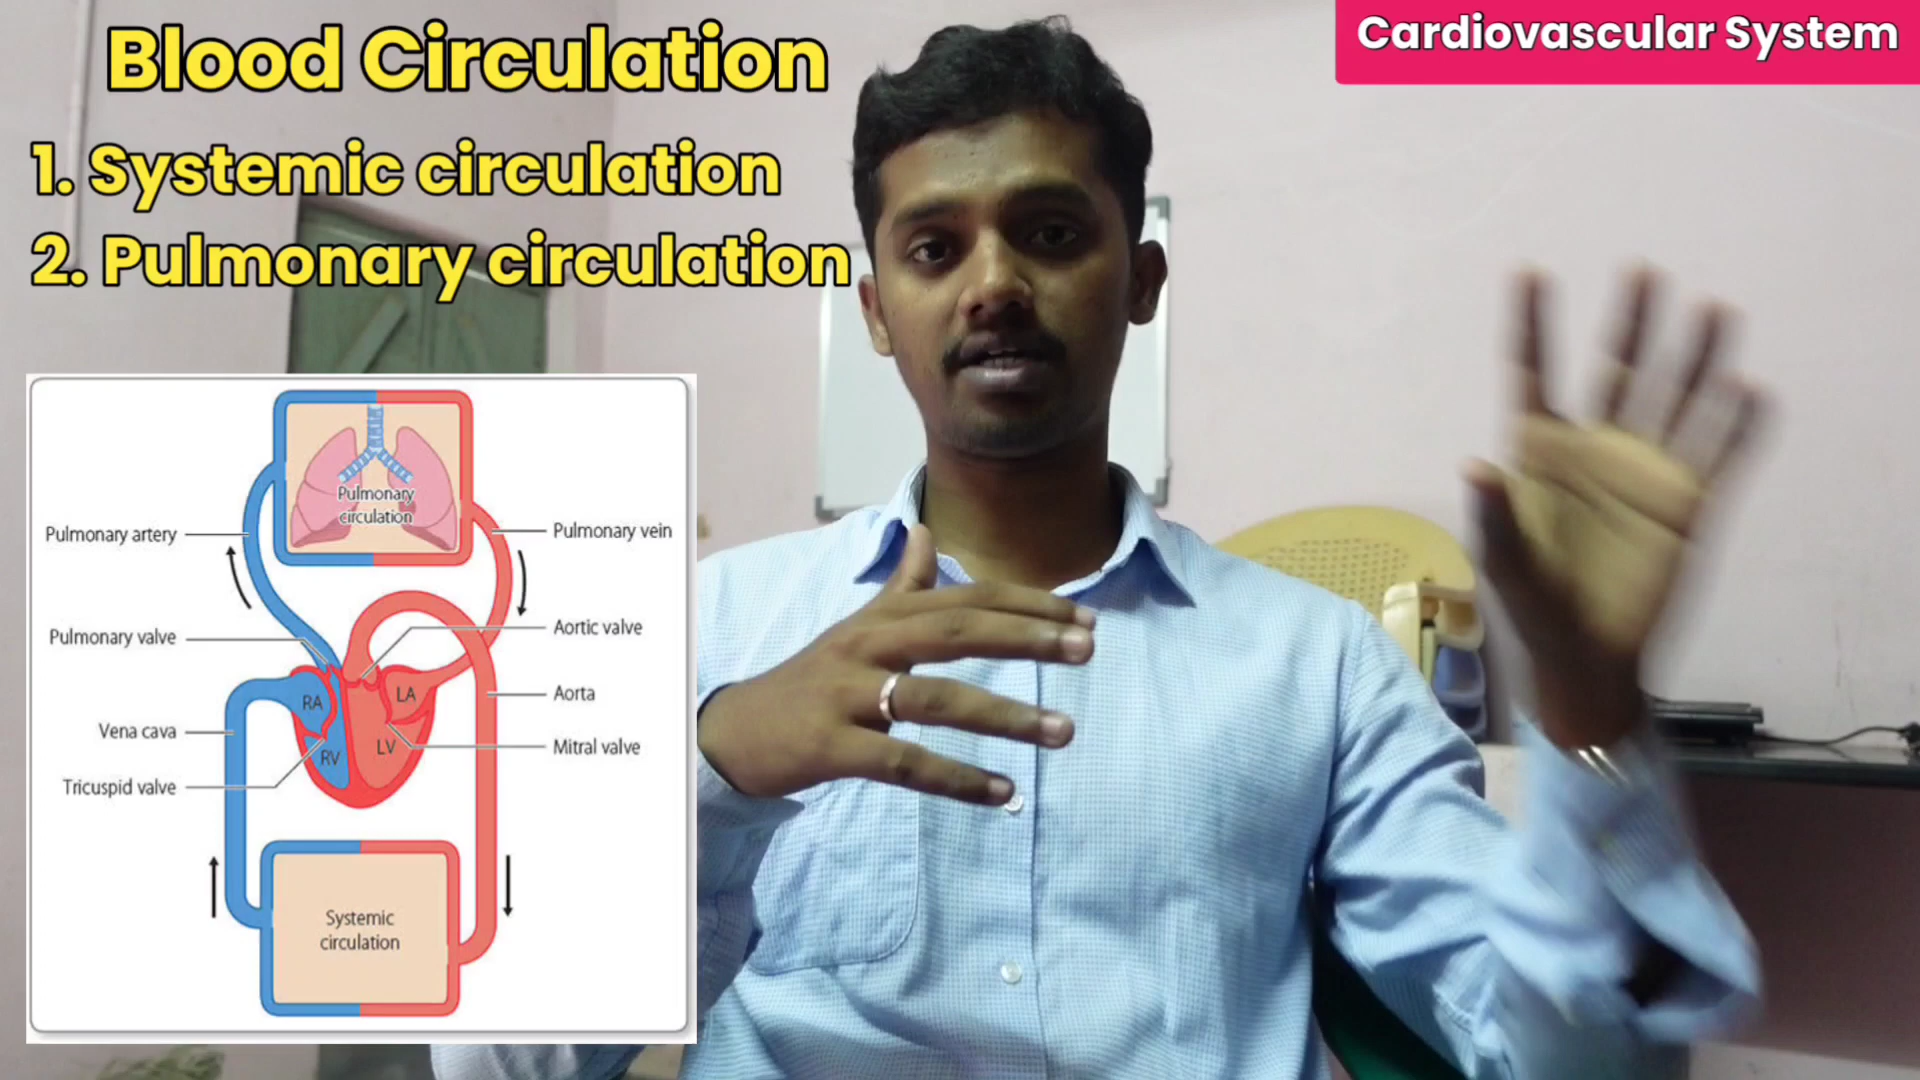 Blood Circulation
1. Systemic circulation
2. Pulmonary circulation
Cardiovascular System
Pulmonary
circulation
Pulmonary artery
Pulmonary vein
Pulmonary valve
Aortic valve
RA
LA
Aorta
Vena cava
RV
LV
Mitral valve
Tricuspid valve
Systemic
circulation